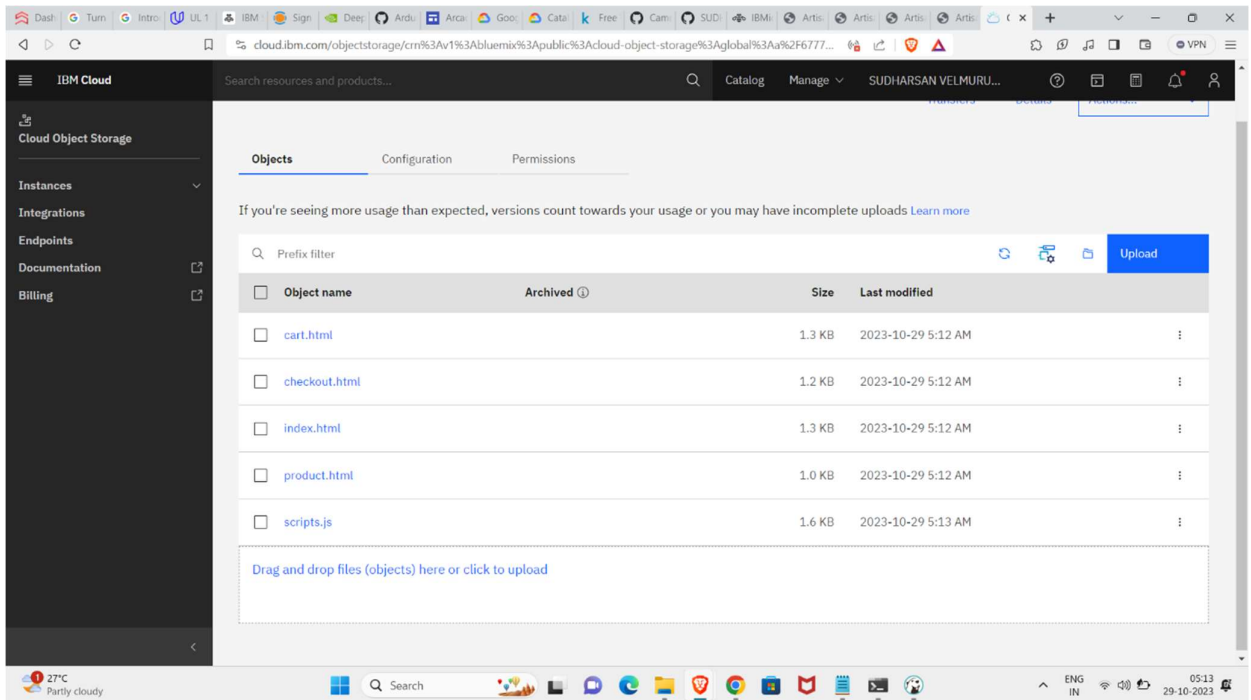 Dash G Turn G Intro UL 1 IBM Sign Deep Ardu Arca Goog Cata k Free Cam SUDI IBMi Artis Artis Artis Artis
cloud.ibm.com/objectstorage/crn%3Av1%3Abluemix%3Apublic%3Acloud-object-storage%3Aglobal%3Aa%2F6777... VPN
IBM Cloud Search resources and products... Catalog Manage SUDHARSAN VELMURU...
Transfers Details Actions...
Cloud Object Storage
Instances
Integrations
Endpoints
Documentation
Billing
Objects Configuration Permissions
If you're seeing more usage than expected, versions count towards your usage or you may have incomplete uploads Learn more
Prefix filter Upload
Object name Archived Size Last modified
cart.html 1.3 KB 2023-10-29 5:12 AM
checkout.html 1.2 KB 2023-10-29 5:12 AM
index.html 1.3 KB 2023-10-29 5:12 AM
product.html 1.0 KB 2023-10-29 5:12 AM
scripts.js 1.6 KB 2023-10-29 5:13 AM
Drag and drop files (objects) here or click to upload
1 27°C
Partly cloudy
Search
ENG
IN
05:13
29-10-2023